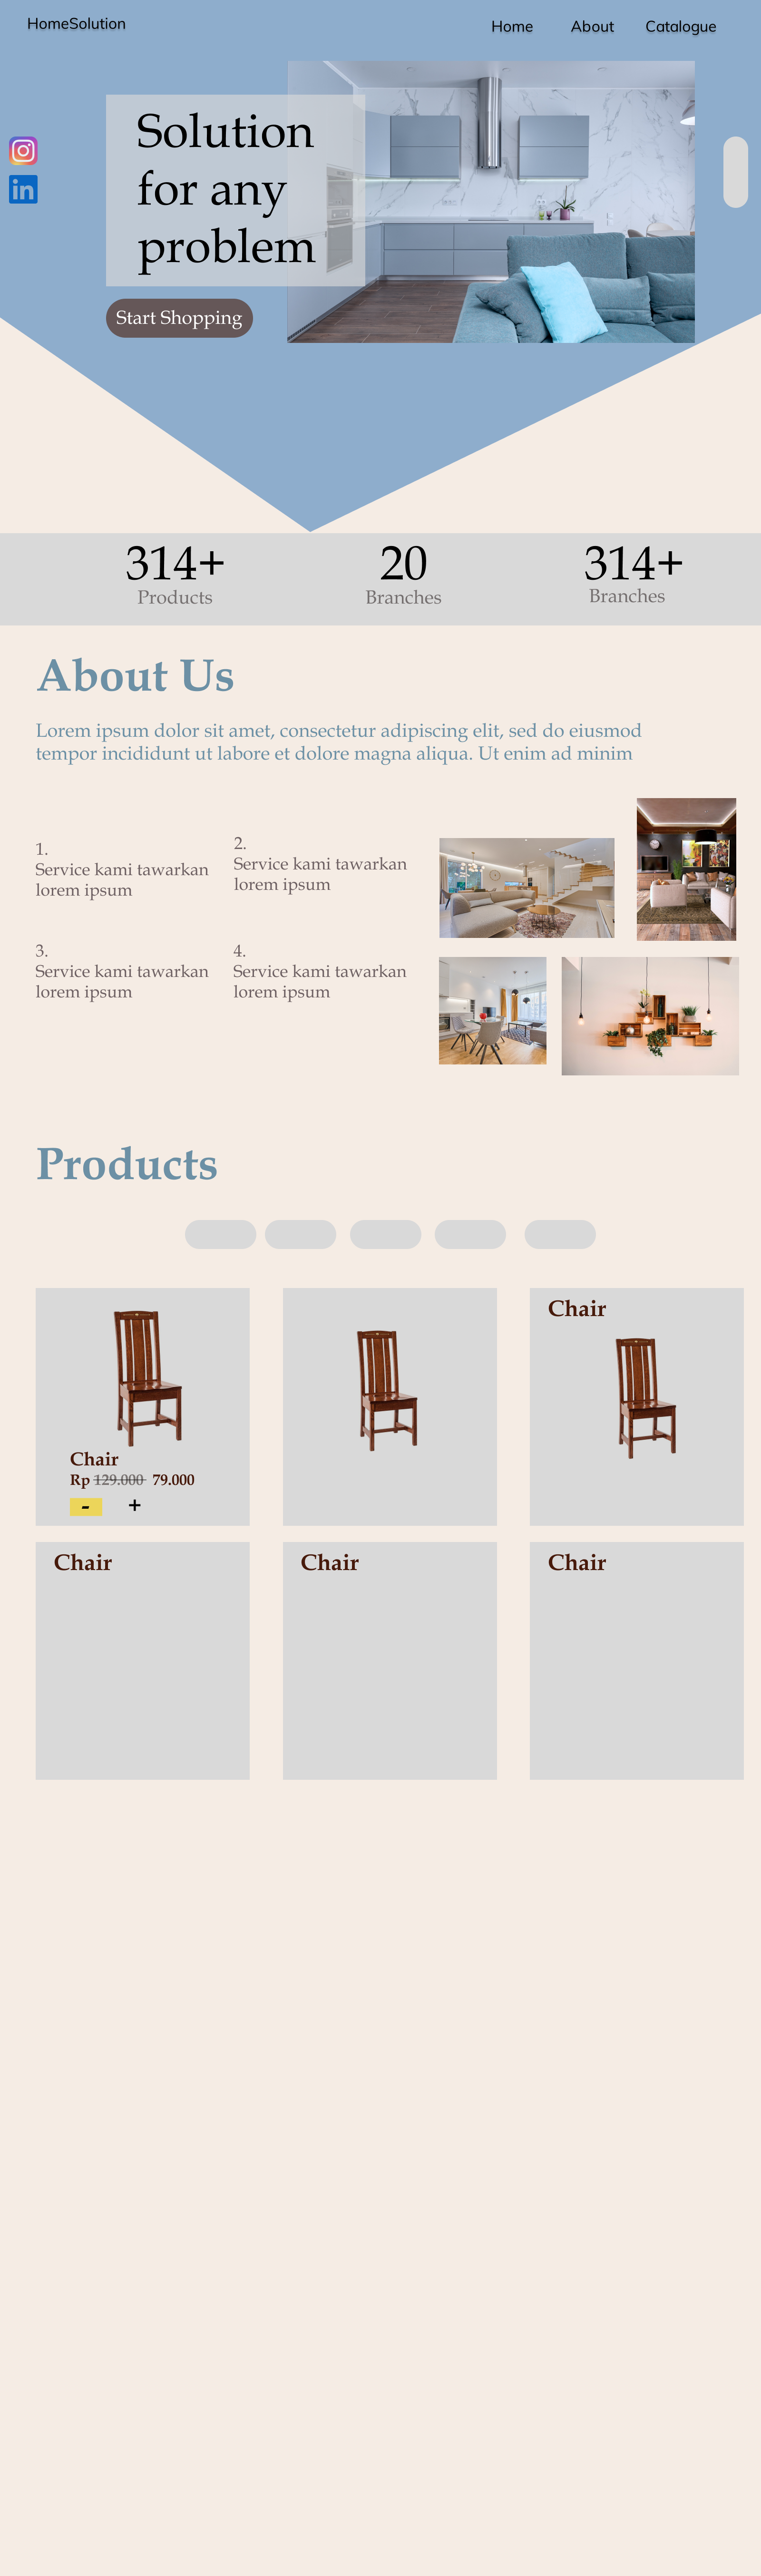 HomeSolution
Home About Catalogue
Solution
for any
problem
Start Shopping
314+ 20 314+
Products Branches Branches
About Us
Lorem ipsum dolor sit amet, consectetur adipiscing elit, sed do eiusmod
tempor incididunt ut labore et dolore magna aliqua. Ut enim ad minim
1.
Service kami tawarkan
lorem ipsum
2.
Service kami tawarkan
lorem ipsum
3.
Service kami tawarkan
lorem ipsum
4.
Service kami tawarkan
lorem ipsum
Products
Chair
Rp 129.000 79.000
- +
Chair
Chair
Chair
Chair